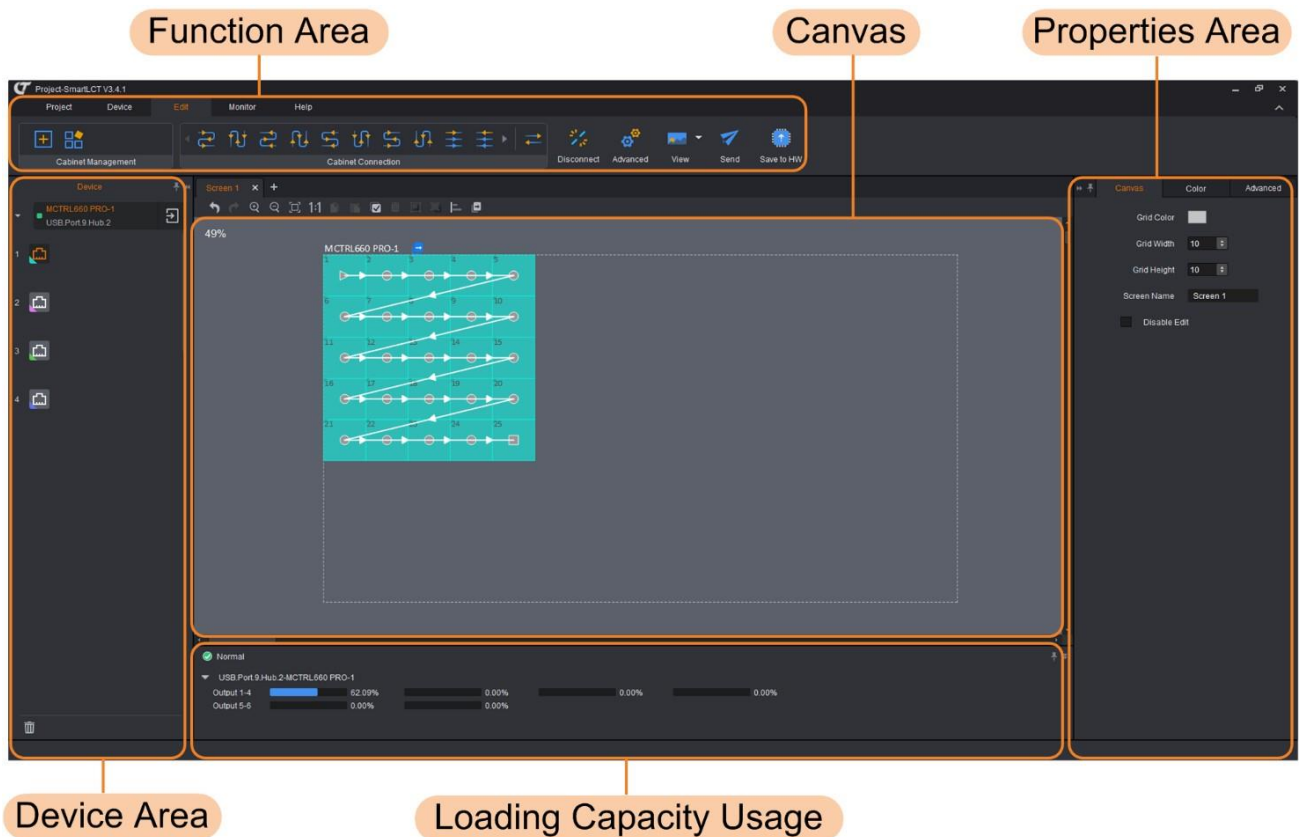 Function Area
Canvas
Properties Area
Project-SmartLCT V3.4.1
Project Device Edit Monitor Help
Cabinet Management
Cabinet Connection
Disconnect Advanced View Send Save to HW
Device
Screen 1
Canvas Color Advanced
MCTRL660 PRO-1
USB.Port.9.Hub.2
1:1
49%
MCTRL660 PRO-1
Grid Color
Grid Width 10
Grid Height 10
Screen Name Screen 1
Disable Edit
1
2
3
4
1 2 3 4 5
6 7 8 9 10
11 12 13 14 15
16 17 18 19 20
21 22 23 24 25
Normal
USB.Port.9.Hub.2-MCTRL660 PRO-1
Output 1-4 62.09% 0.00% 0.00% 0.00%
Output 5-6 0.00% 0.00%
Device Area
Loading Capacity Usage